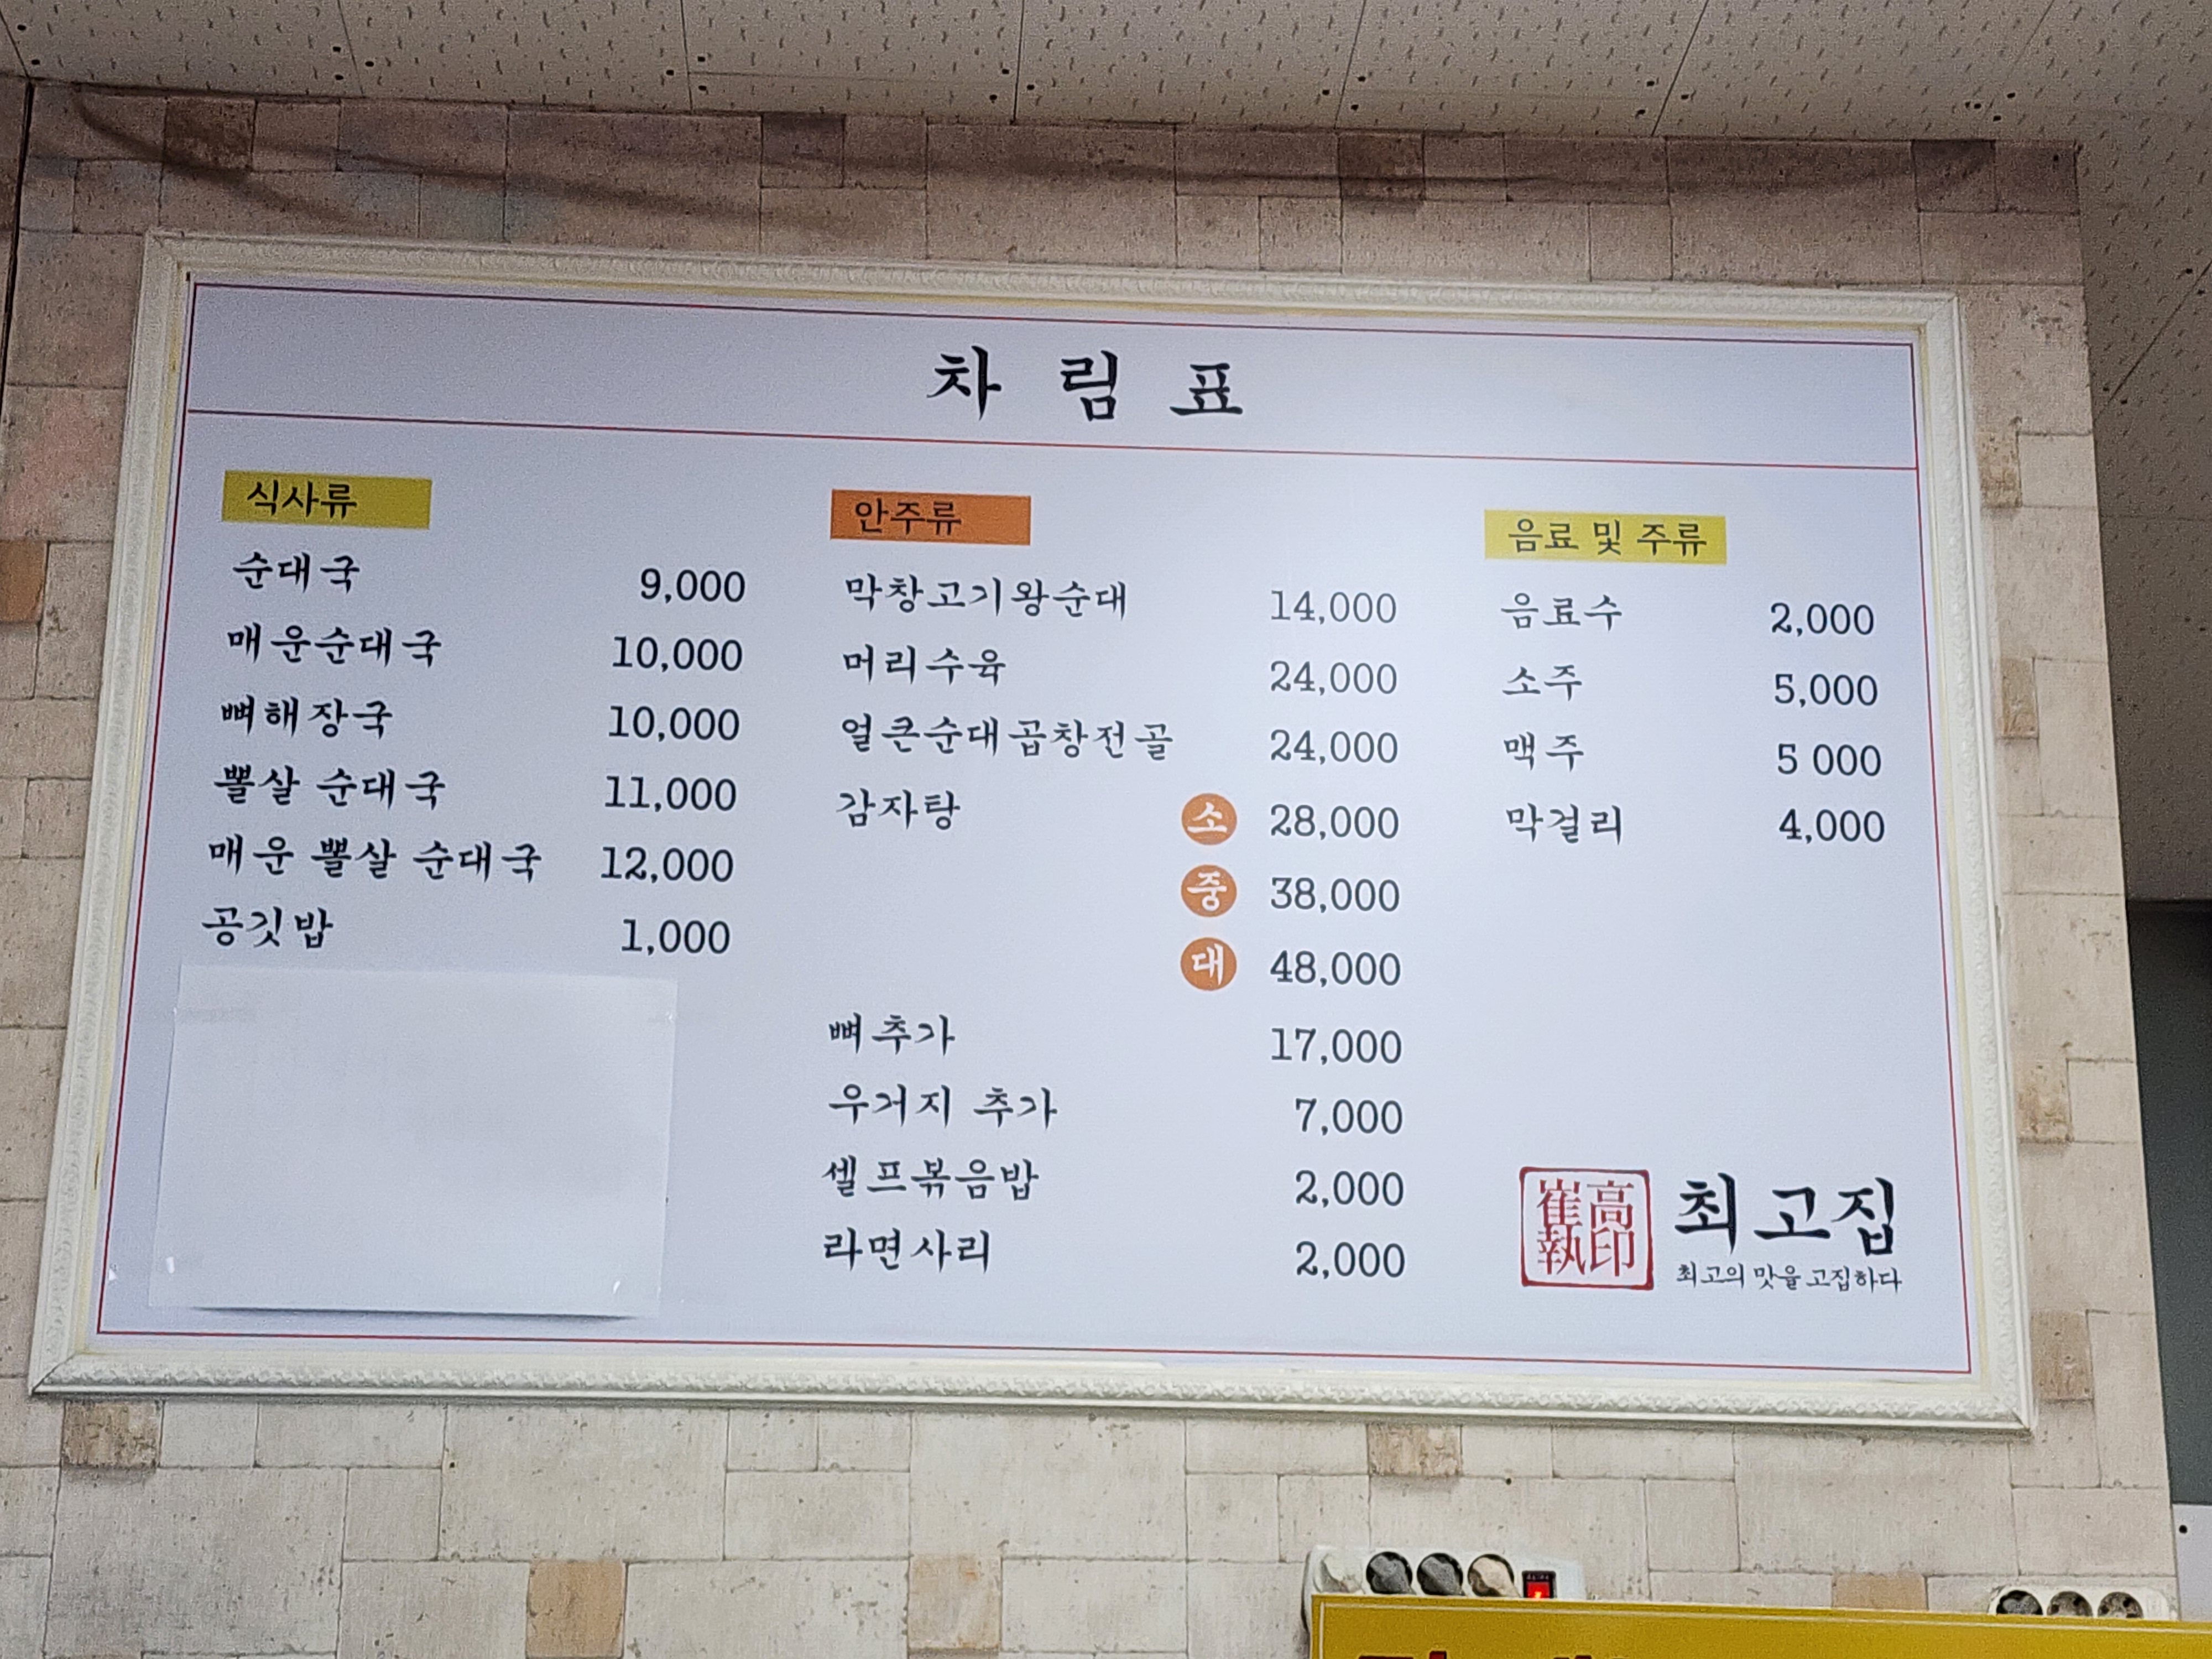 차림표
식사류
순대국 9,000
매운순대국 10,000
뼈해장국 10,000
뽈살 순대국 11,000
매운 뽈살 순대국 12,000
공깃밥 1,000
안주류
막창고기왕순대 14,000
머리수육 24,000
얼큰순대곱창전골 24,000
감자탕 소 28,000
중 38,000
대 48,000
뼈추가 17,000
우거지 추가 7,000
셀프볶음밥 2,000
라면사리 2,000
음료 및 주류
음료수 2,000
소주 5,000
맥주 5 000
막걸리 4,000
崔高
執印
최고집
최고의 맛을 고집하다